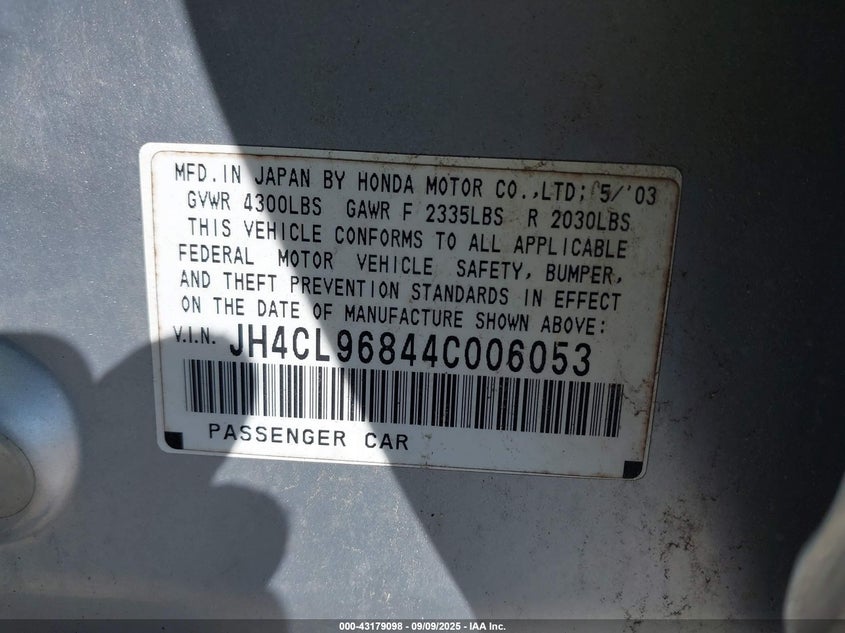 MFD. IN JAPAN BY HONDA MOTOR CO.,LTD; 5/'03
GVWR 4300LBS GAWR F 2335LBS R 2030LBS
THIS VEHICLE CONFORMS TO ALL APPLICABLE
FEDERAL MOTOR VEHICLE SAFETY, BUMPER,
AND THEFT PREVENTION STANDARDS IN EFFECT
ON THE DATE OF MANUFACTURE SHOWN ABOVE:
V.I.N. JH4CL96844C006053
PASSENGER CAR
000-43179098 - 09/09/2025 - IAA Inc.